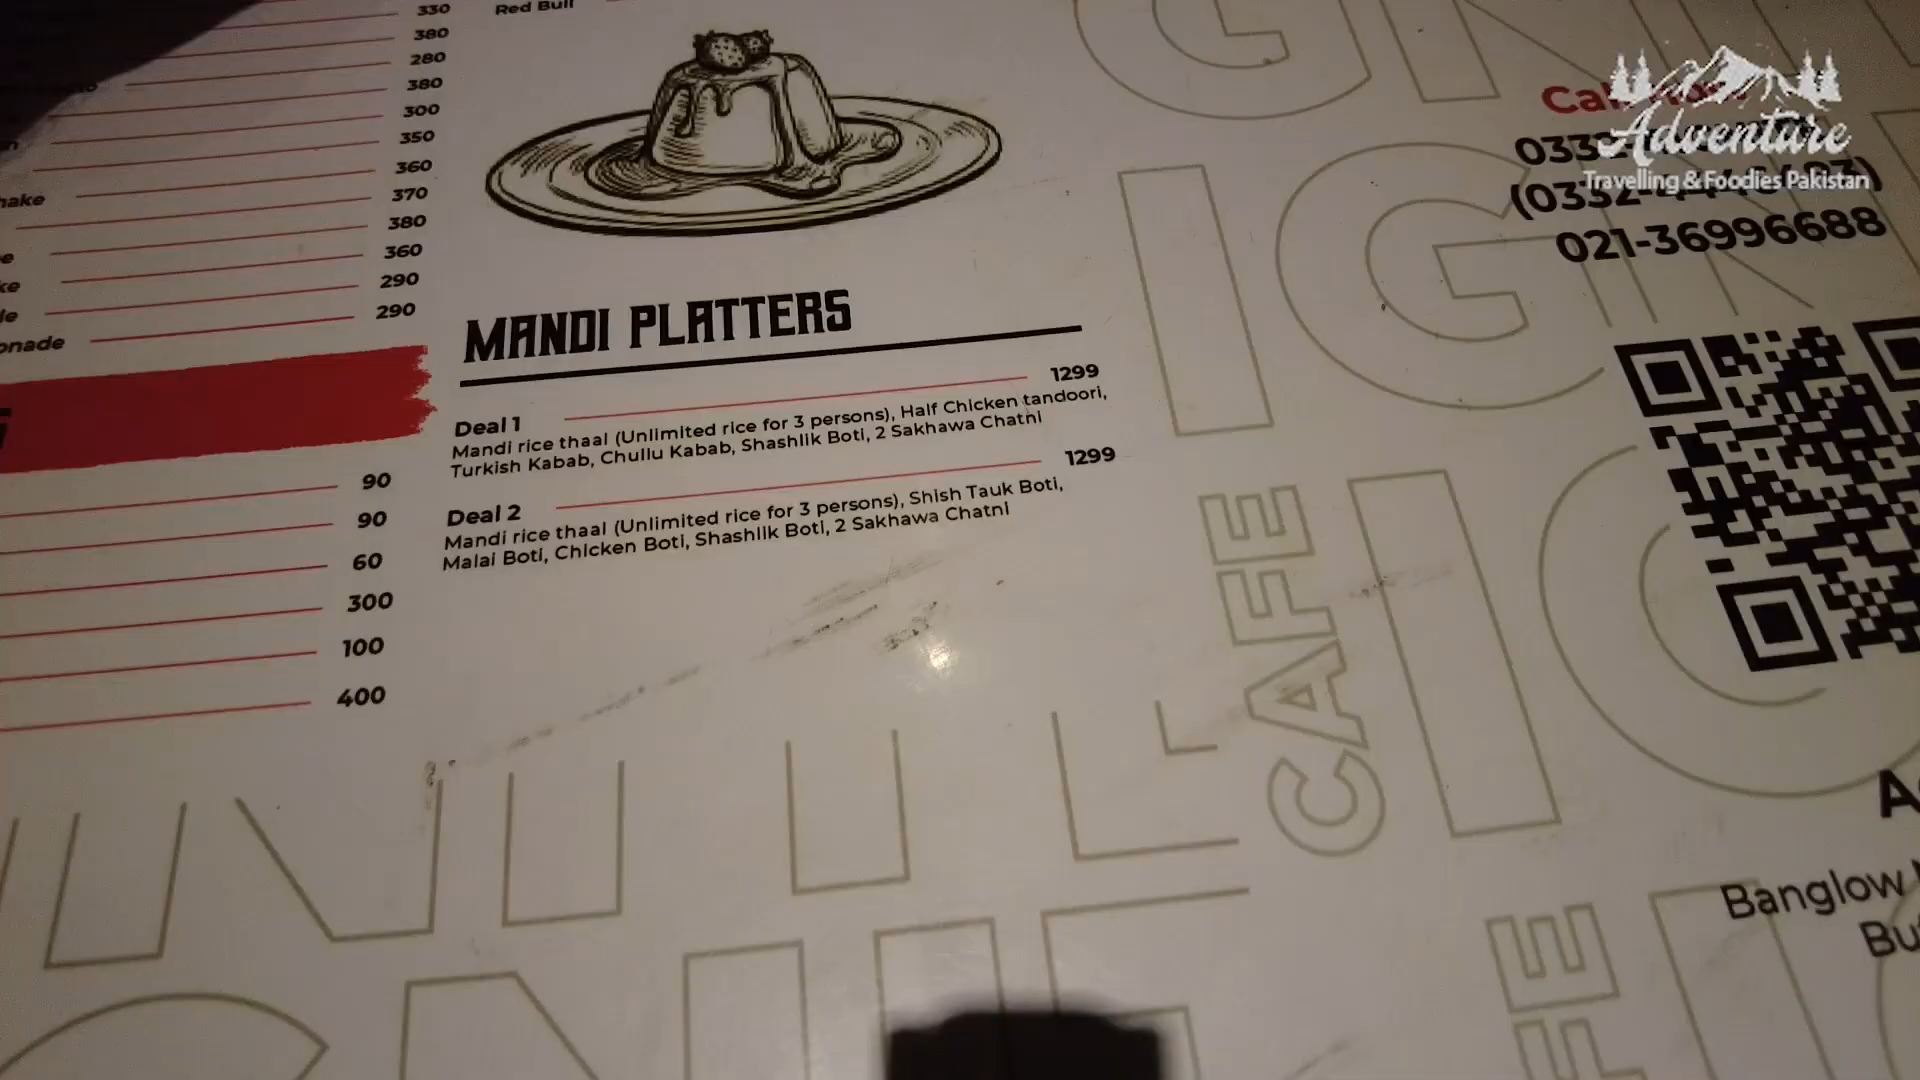 330
380
280
380
300
350
360
hake
370
380
360
290
onade
290
90
90
60
300
100
400
Red Bull
MANDI PLATTERS
Deal 1 1299
Mandi rice thaal (Unlimited rice for 3 persons), Half Chicken tandoori,
Turkish Kabab, Chullu Kabab, Shashlik Boti, 2 Sakhawa Chatni
Deal 2 1299
Mandi rice thaal (Unlimited rice for 3 persons), Shish Tauk Boti,
Malai Boti, Chicken Boti, Shashlik Boti, 2 Sakhawa Chatni
CAFE
Adventure
Travelling & Foodies Pakistan
021-36996688
Banglow